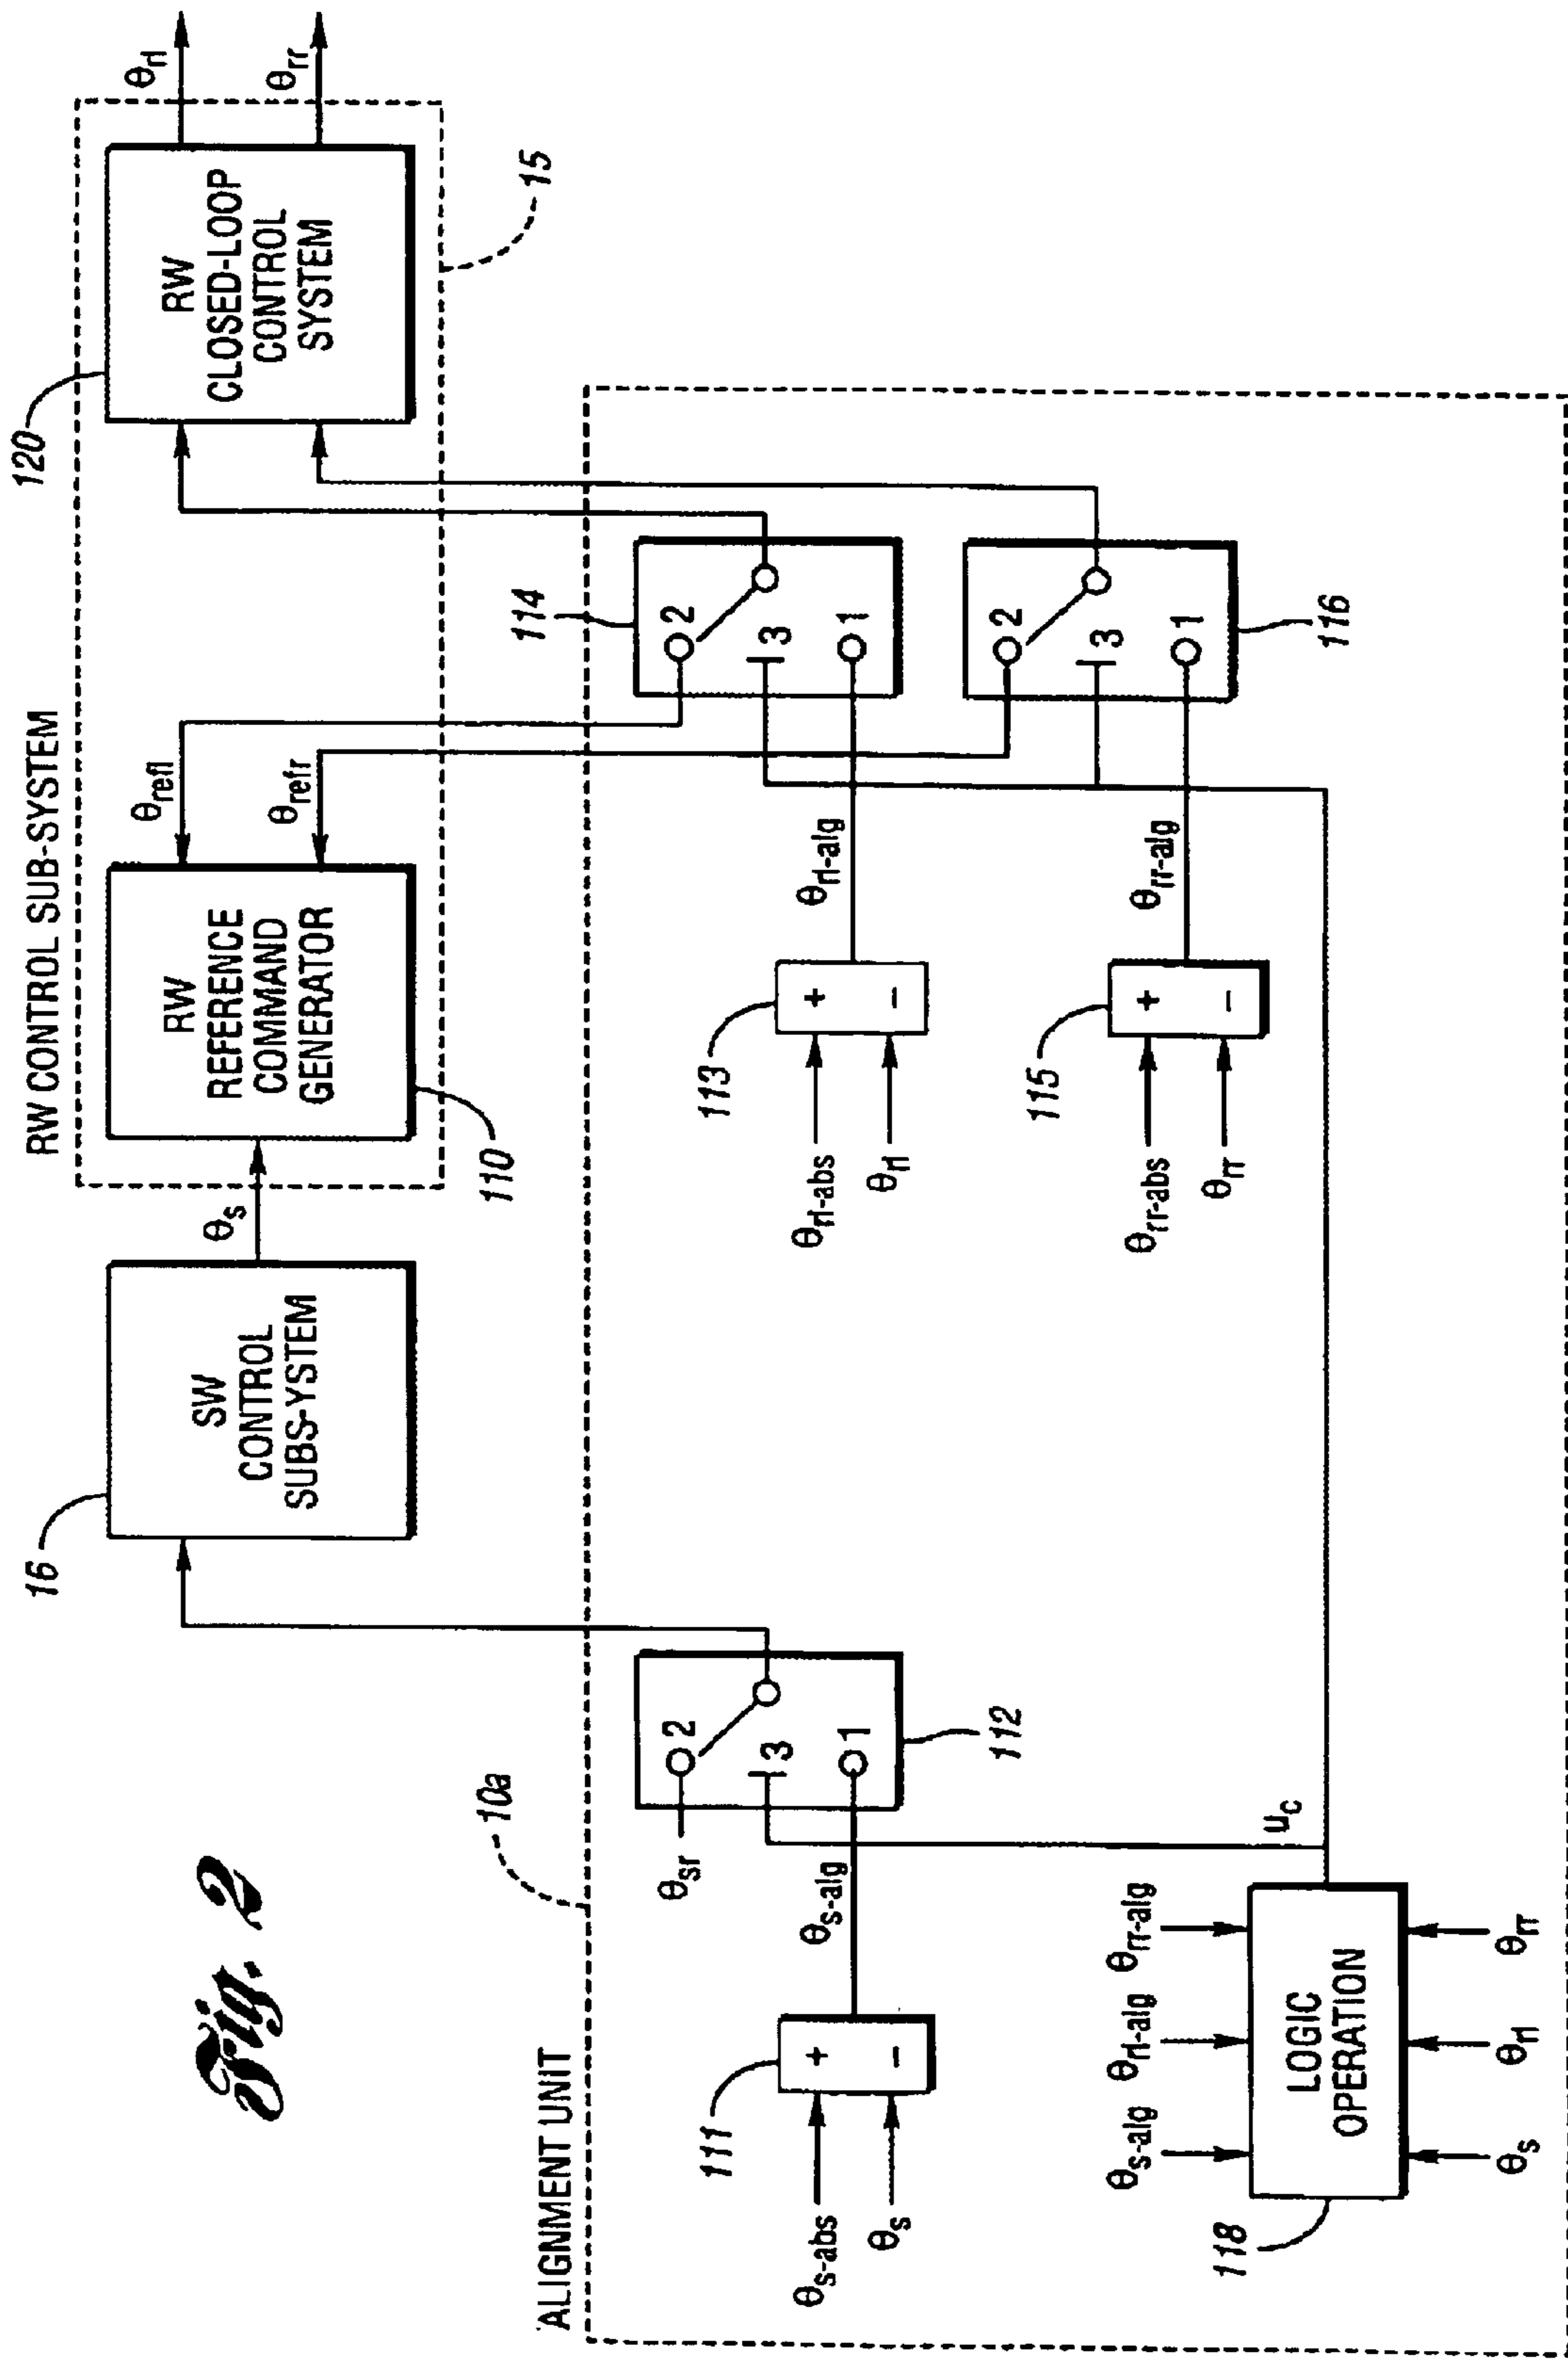 Fig. 2
RW CONTROL SUB-SYSTEM
16
SW
CONTROL
SUBS-YSTEM
θs
RW
REFERENCE
COMMAND
GENERATOR
110
θrefl
θrefr
120
RW
CLOSED-LOOP
CONTROL
SYSTEM
15
θrl
θrr
ALIGNMENT UNIT
10a
111
θs-abs
θs
+
−
θs-alg
θsr
2
3
1
112
113
θrl-abs
θrl
+
−
θrl-alg
114
2
3
1
115
θrr-abs
θrr
+
−
θrr-alg
2
3
1
116
θs-alg
θrl-alg
θrr-alg
LOGIC
OPERATION
118
θs
θrl
θrr
μc